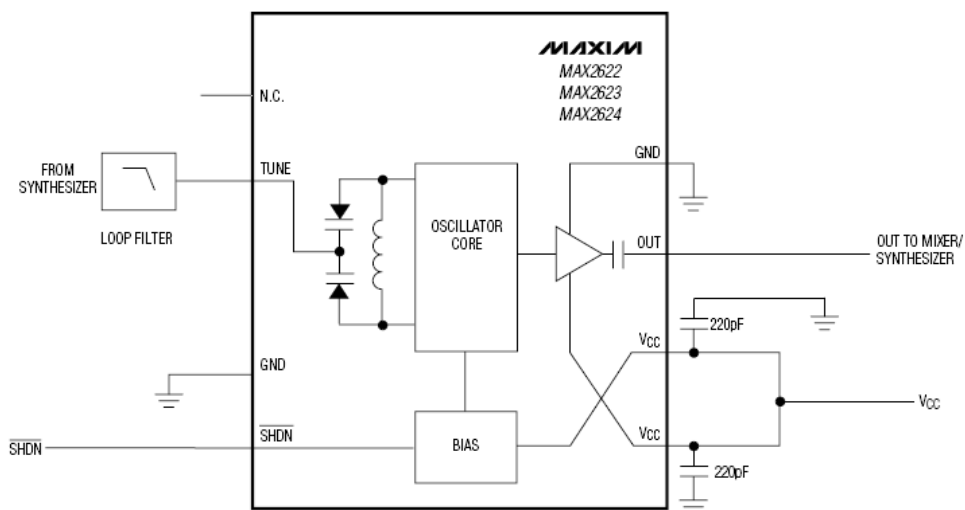 MAXIM
MAX2622
MAX2623
MAX2624
N.C.
GND
FROM
SYNTHESIZER
TUNE
LOOP FILTER
OSCILLATOR
CORE
OUT
OUT TO MIXER/
SYNTHESIZER
220pF
VCC
GND
VCC
SHDN
SHDN
BIAS
VCC
220pF